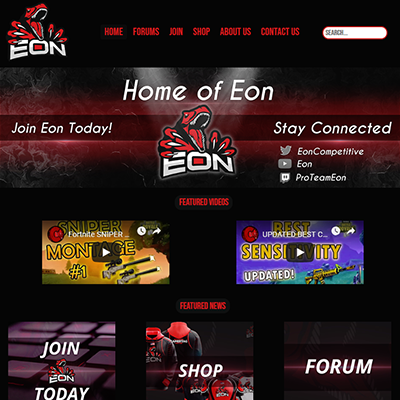 EON
HOME FORUMS JOIN SHOP ABOUT US CONTACT US
SEARCH...
Home of Eon
Join Eon Today!
Stay Connected
EonCompetitive
Eon
ProTeamEon
EON
FEATURED VIDEOS
Fortnite SNIPER ...
SNIPER
MONTAGE
#1
UPDATED BEST C...
BEST
SENSITIVITY
UPDATED!
FEATURED NEWS
JOIN
EON
TODAY
SHOP
FORUM